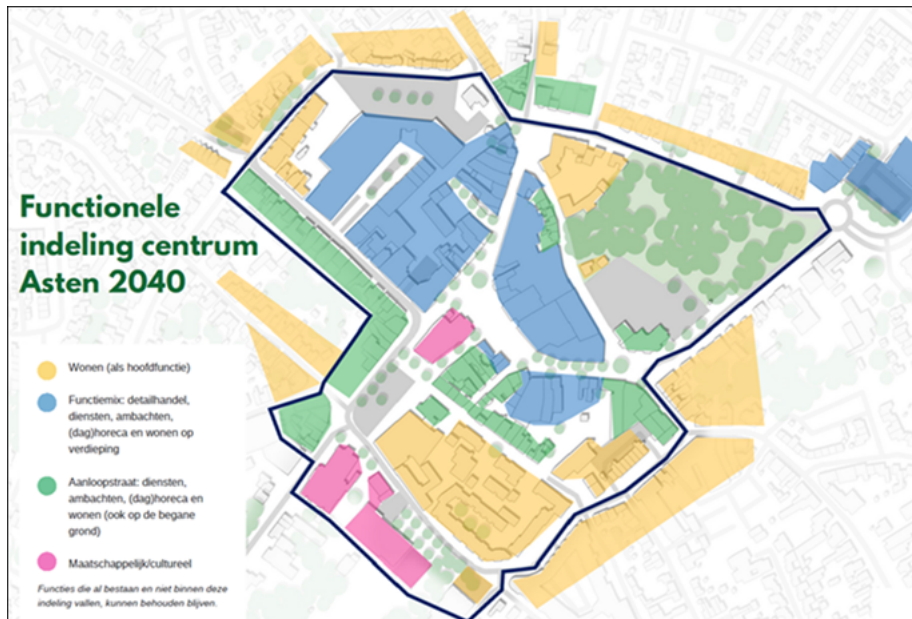 Functionele
indeling centrum
Asten 2040
Wonen (als hoofdfunctie)
Functiemix: detailhandel,
diensten, ambachten,
(dag)horeca en wonen op
verdieping
Aanloopstraat: diensten,
ambachten, (dag)horeca en
wonen (ook op de begane
grond)
Maatschappelijk/cultureel
Functies die al bestaan en niet binnen deze
indeling vallen, kunnen behouden blijven.